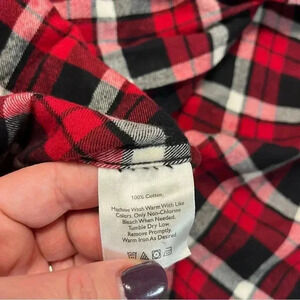 100% Cotton.
Machine Wash Warm With Like
Colors. Only Non-Chlorine
Bleach When Needed.
Tumble Dry Low.
Remove Promptly.
Warm Iron As Desired.